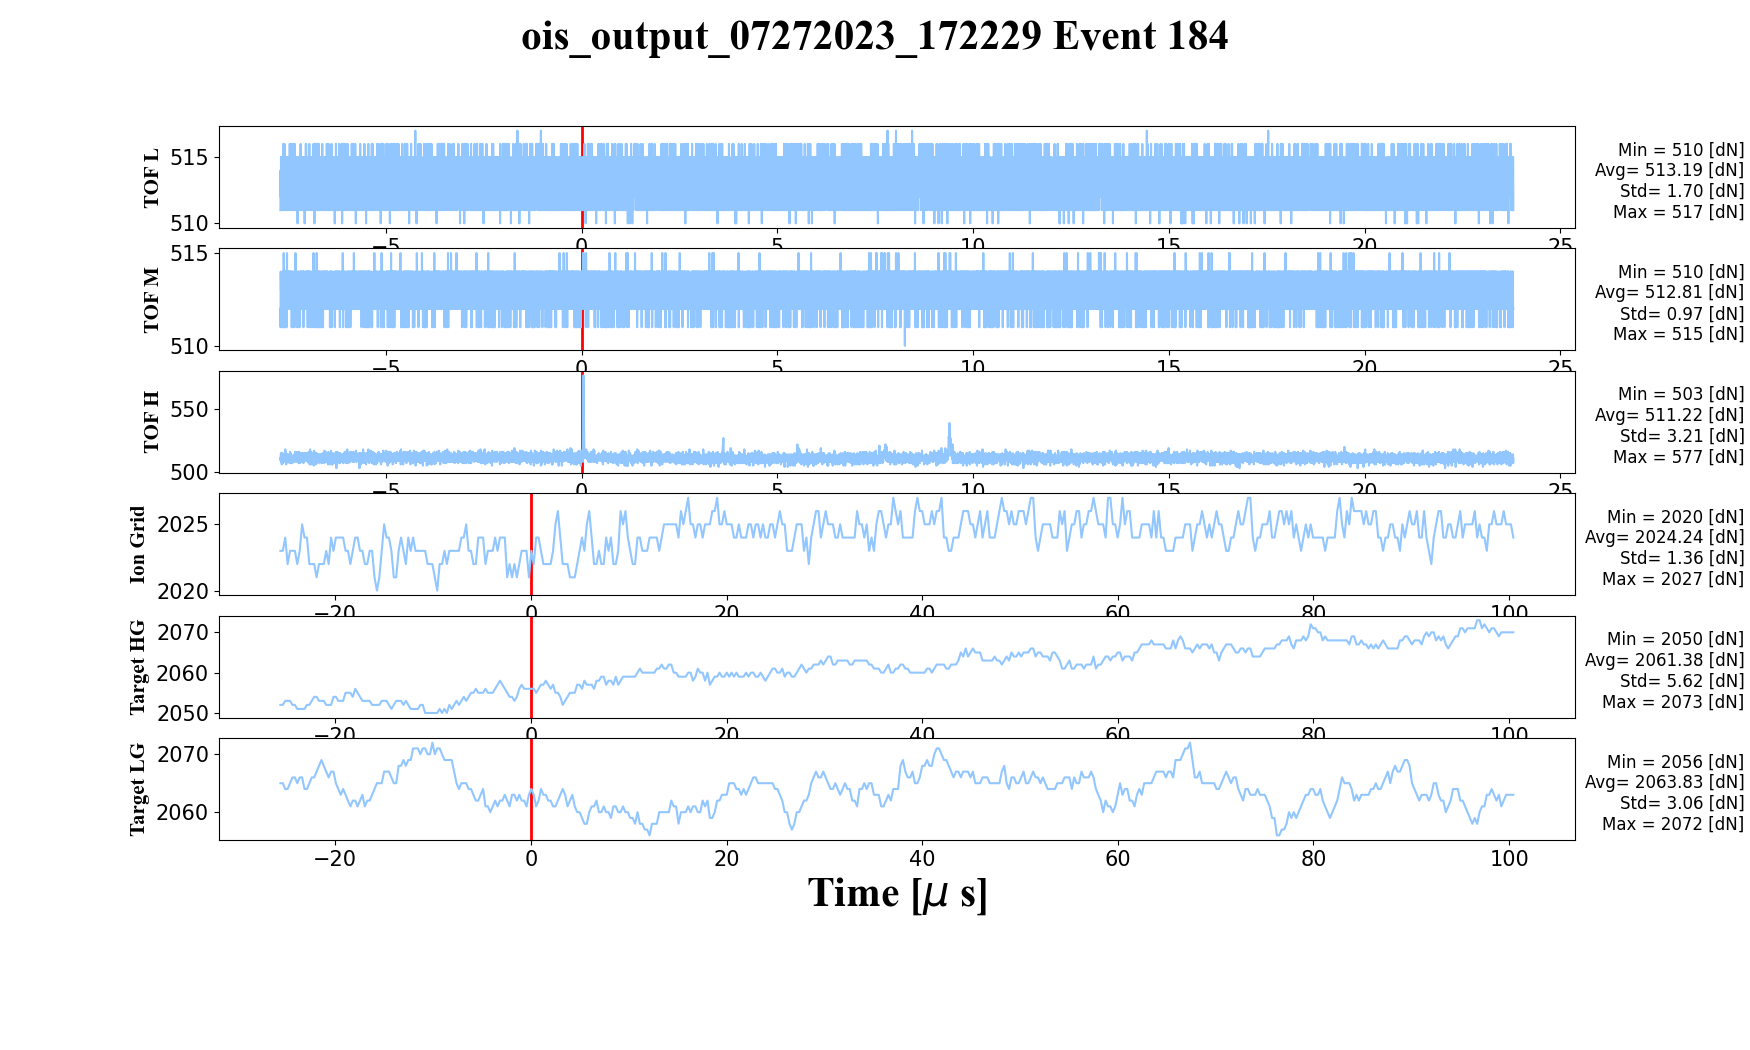 ois_output_07272023_172229 Event 184
TOF L
515
510
−5 0 5 10 15 20 25
Min = 510 [dN]
Avg= 513.19 [dN]
Std= 1.70 [dN]
Max = 517 [dN]
TOF M
515
510
−5 0 5 10 15 20 25
Min = 510 [dN]
Avg= 512.81 [dN]
Std= 0.97 [dN]
Max = 515 [dN]
TOF H
550
500
−5 0 5 10 15 20 25
Min = 503 [dN]
Avg= 511.22 [dN]
Std= 3.21 [dN]
Max = 577 [dN]
Ion Grid
2025
2020
−20 0 20 40 60 80 100
Min = 2020 [dN]
Avg= 2024.24 [dN]
Std= 1.36 [dN]
Max = 2027 [dN]
Target HG
2070
2060
2050
−20 0 20 40 60 80 100
Min = 2050 [dN]
Avg= 2061.38 [dN]
Std= 5.62 [dN]
Max = 2073 [dN]
Target LG
2070
2060
−20 0 20 40 60 80 100
Min = 2056 [dN]
Avg= 2063.83 [dN]
Std= 3.06 [dN]
Max = 2072 [dN]
Time [μ s]